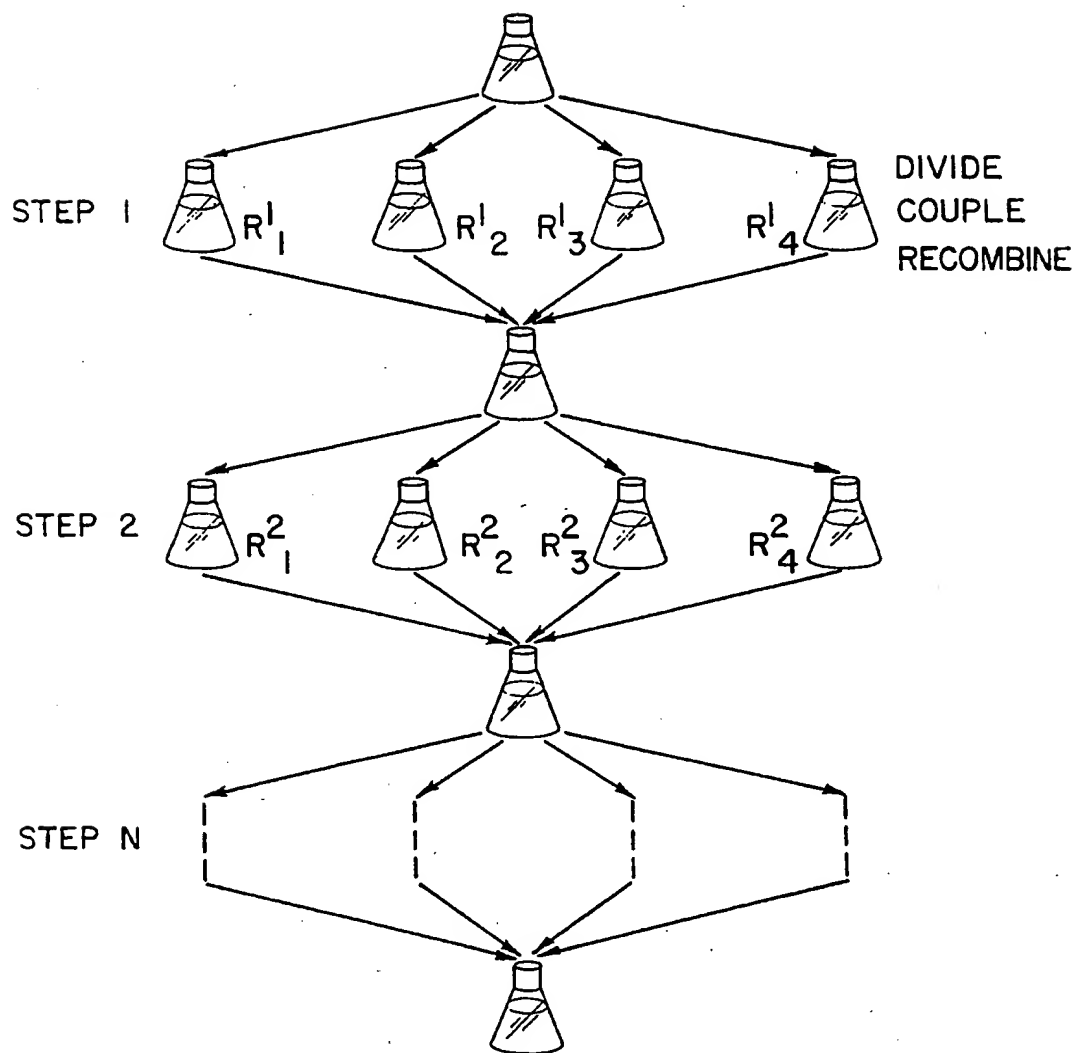 DIVIDE
STEP 1 R¹₁ R¹₂ R¹₃ R¹₄ COUPLE
RECOMBINE
STEP 2 R²₁ R²₂ R²₃ R²₄
STEP N